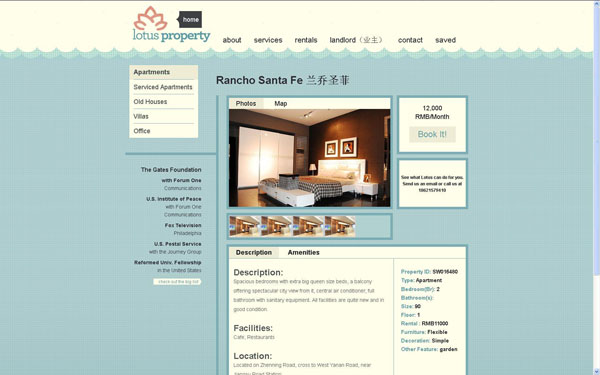 home
lotus property
about services rentals landlord（业主） contact saved
Rancho Santa Fe 兰乔圣菲
Apartments
Serviced Apartments
Old Houses
Villas
Office
The Gates Foundation
with Forum One
Communications
U.S. Institute of Peace
with Forum One
Communications
Fox Television
Philadelphia
U.S. Postal Service
with the Journey Group
Reformed Univ. Fellowship
in the United States
check out the big list
Photos Map
12,000
RMB/Month
Book It!
See what Lotus can do for you.
Send us an email or call us at
18621579419
Description Amenities
Description:
Spacious bedrooms with extra big queen size beds, a balcony
offering spectacular city view from it, central air conditioner, full
bathroom with sanitary equipment. All facilities are quite new and in
good condition.
Facilities:
Cafe, Restaurants
Location:
Located on Zhenning Road, cross to West Yanan Road, near
Jiangsu Road Station.
Property ID: SW016480
Type: Apartment
Bedroom(Br): 2
Bathroom(s):
Size: 90
Floor: 1
Rental : RMB11000
Furniture: Flexible
Decoration: Simple
Other Feature: garden